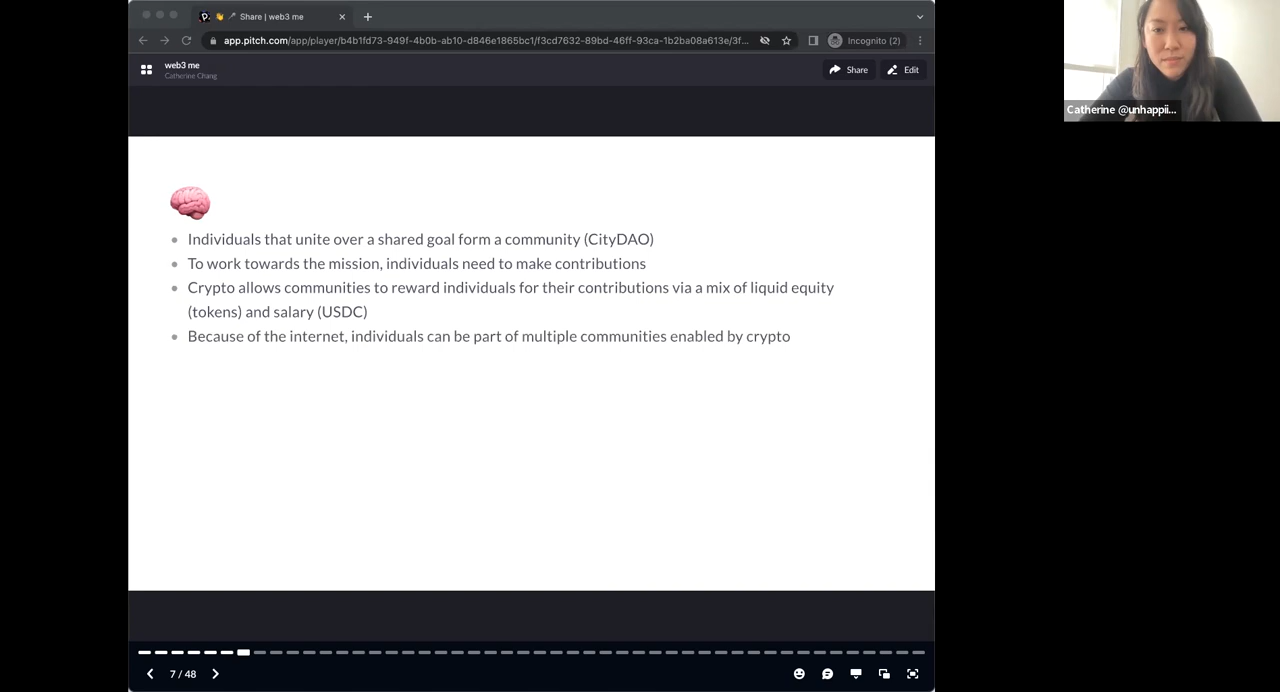 Share | web3 me
app.pitch.com/app/player/b4b1fd73-949f-4b0b-ab10-d846e1865bc1/f3cd7632-89bd-46ff-93ca-1b2ba08a613e/3f...
Incognito (2)
web3 me
Catherine Chang
Share
Edit
Catherine @unhappii...
• Individuals that unite over a shared goal form a community (CityDAO)
• To work towards the mission, individuals need to make contributions
• Crypto allows communities to reward individuals for their contributions via a mix of liquid equity
(tokens) and salary (USDC)
• Because of the internet, individuals can be part of multiple communities enabled by crypto
7 / 48